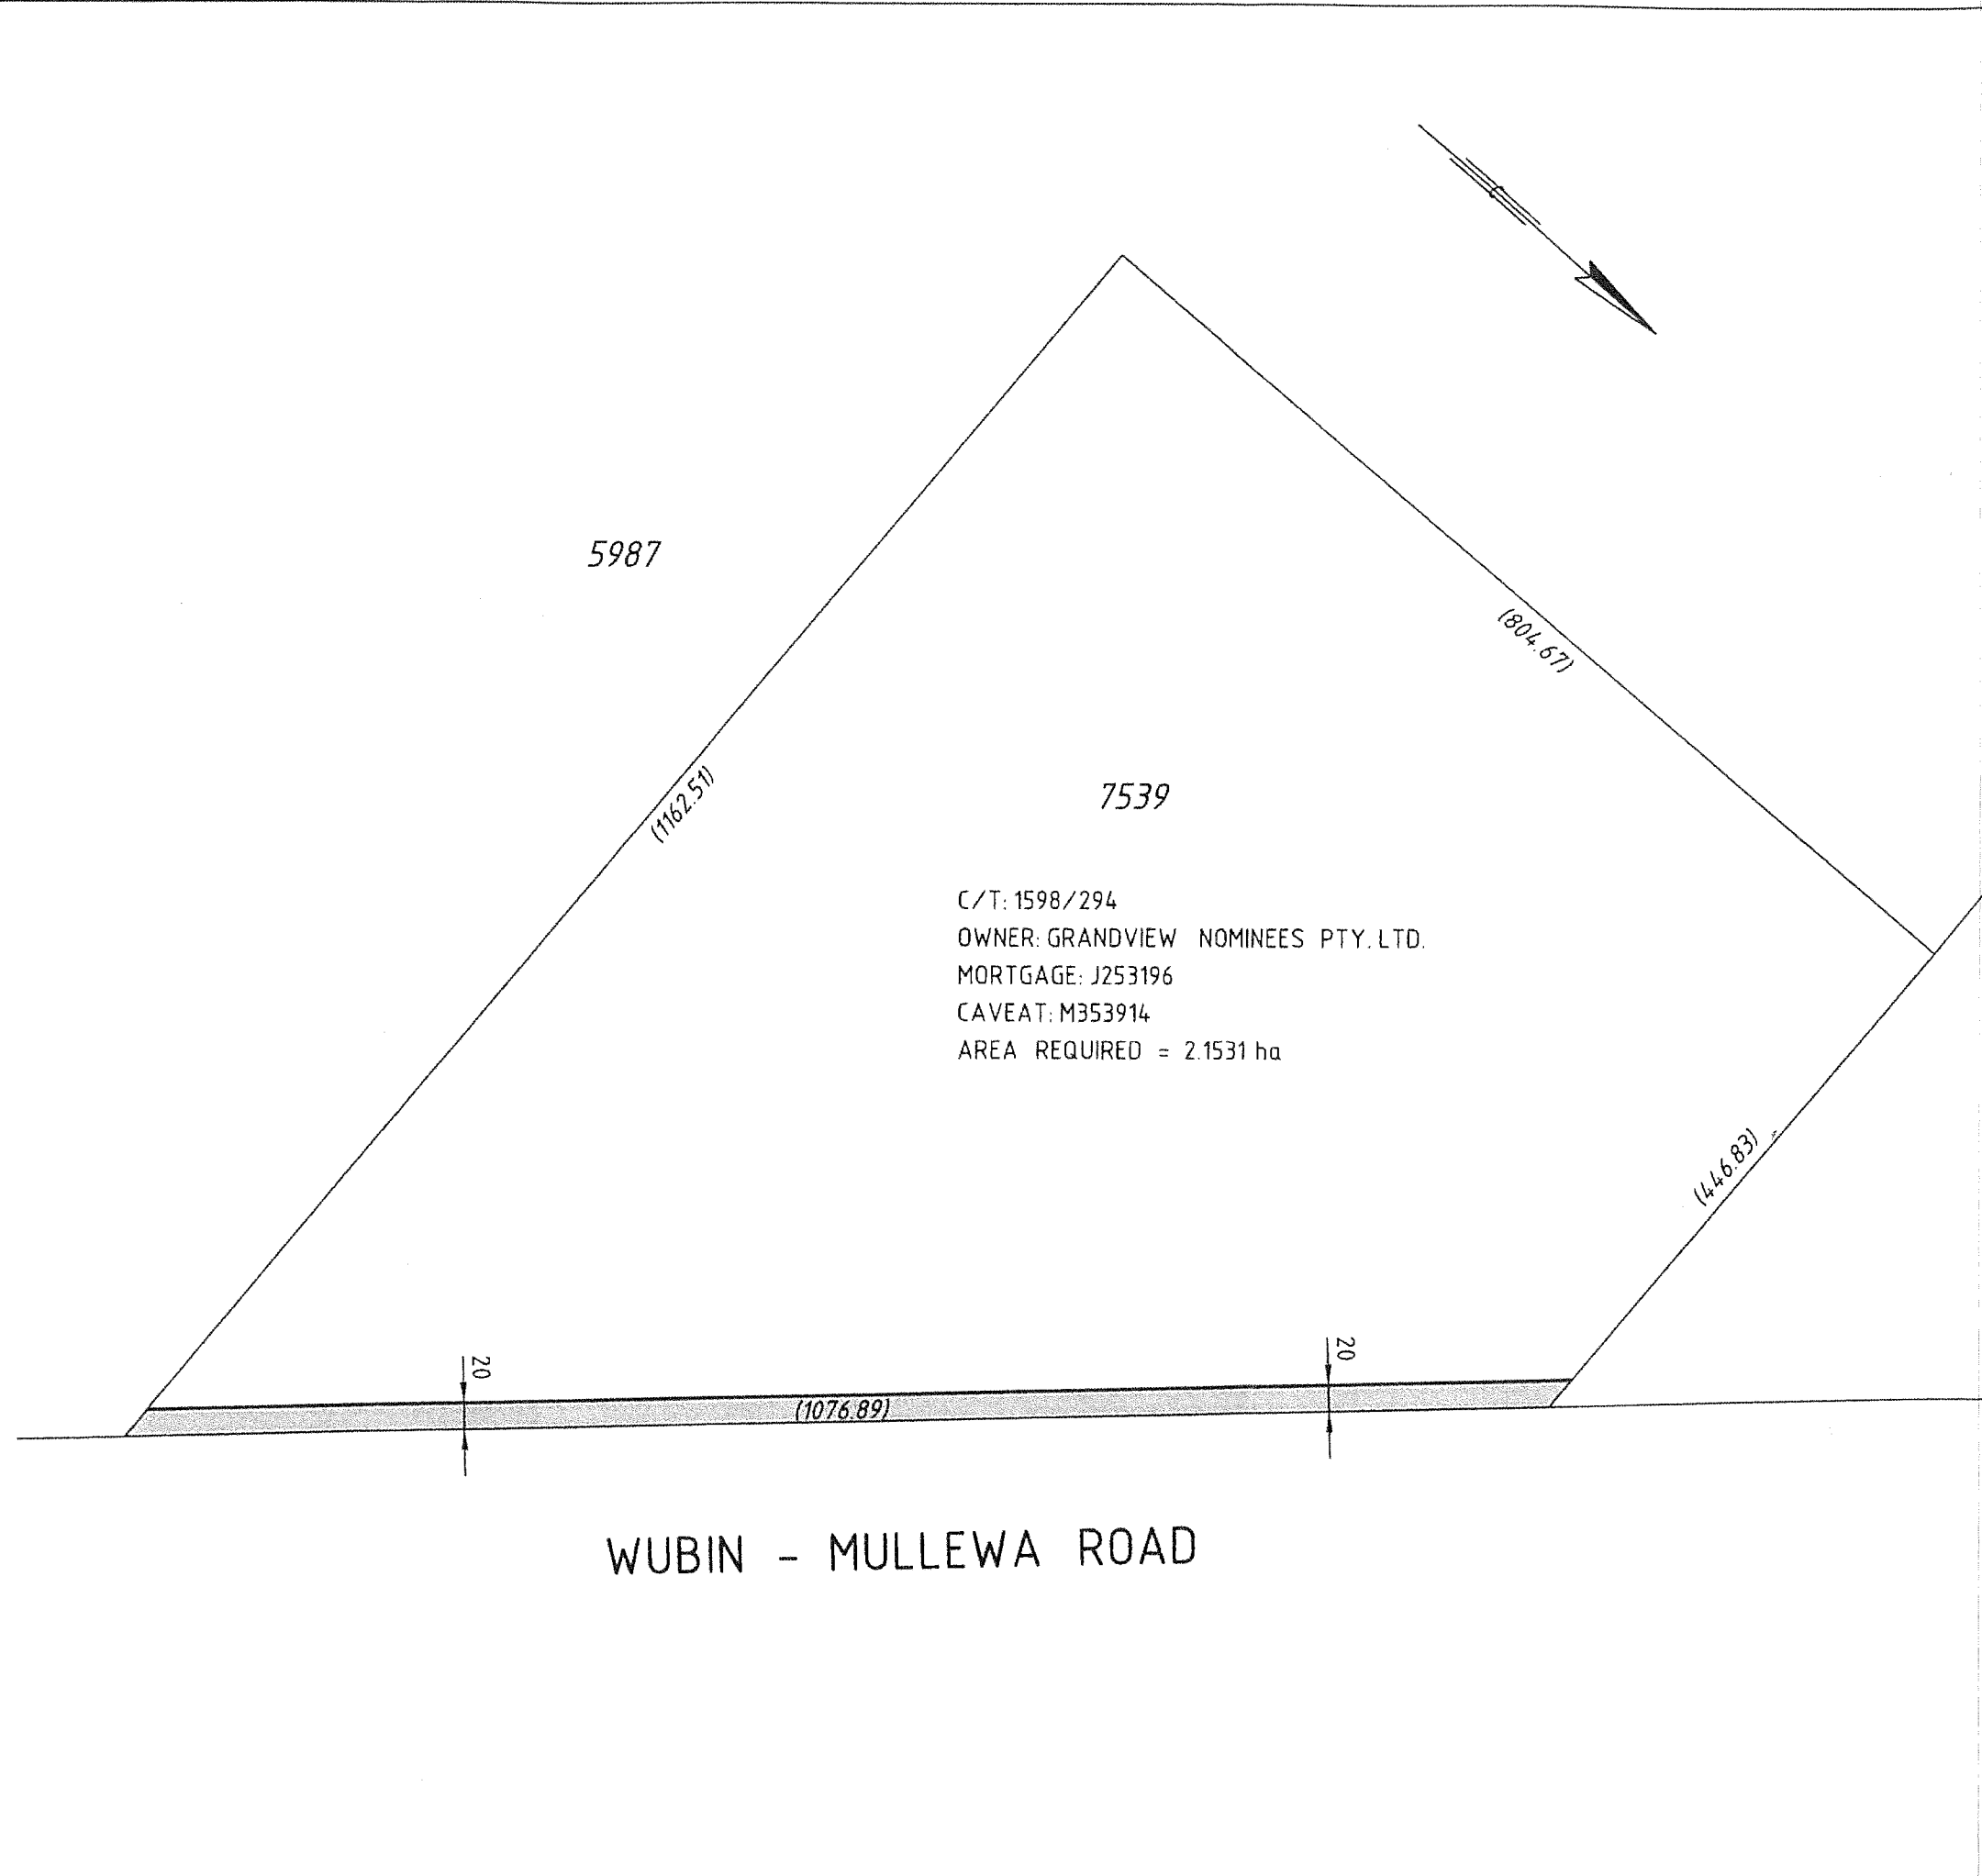 5987
(804.67)
(1162.51)
7539
C/T: 1598/294
OWNER: GRANDVIEW NOMINEES PTY. LTD.
MORTGAGE: J253196
CAVEAT: M353914
AREA REQUIRED = 2.1531 ha
(446.83)
20
20
(1076.89)
WUBIN - MULLEWA ROAD